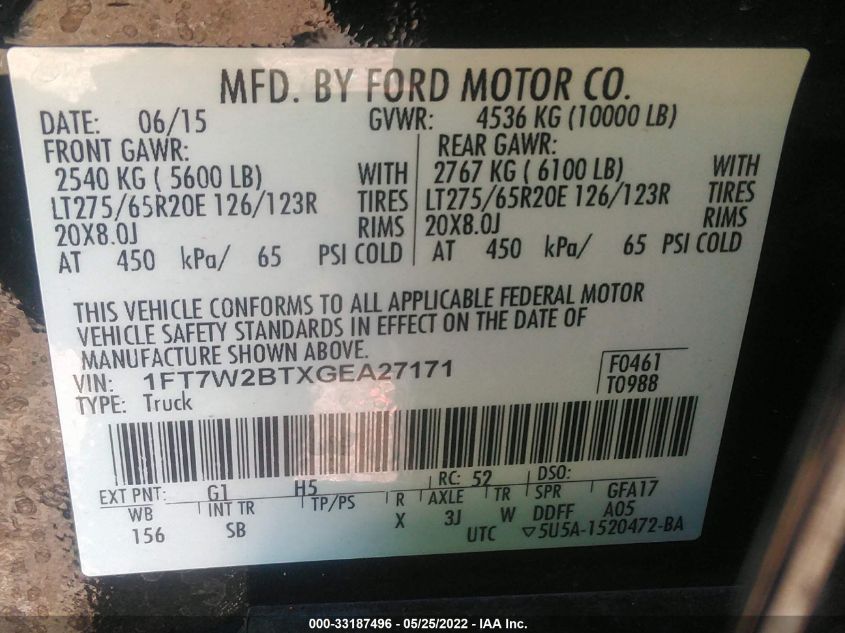 MFD. BY FORD MOTOR CO.
DATE: 06/15 GVWR: 4536 KG (10000 LB)
FRONT GAWR: REAR GAWR:
2540 KG ( 5600 LB) WITH 2767 KG ( 6100 LB) WITH
LT275/65R20E 126/123R TIRES LT275/65R20E 126/123R TIRES
20X8.0J RIMS 20X8.0J RIMS
AT 450 kPa/ 65 PSI COLD AT 450 kPa/ 65 PSI COLD
THIS VEHICLE CONFORMS TO ALL APPLICABLE FEDERAL MOTOR
VEHICLE SAFETY STANDARDS IN EFFECT ON THE DATE OF
MANUFACTURE SHOWN ABOVE.
VIN: 1FT7W2BTXGEA27171 F0461
TYPE: Truck T0988
EXT PNT: G1 H5 RC: 52 DSO:
WB INT TR TP/PS R AXLE TR SPR GFA17
156 SB X 3J W DDFF A05
UTC ▽5U5A-1520472-BA
000-33187496 - 05/25/2022 - IAA Inc.